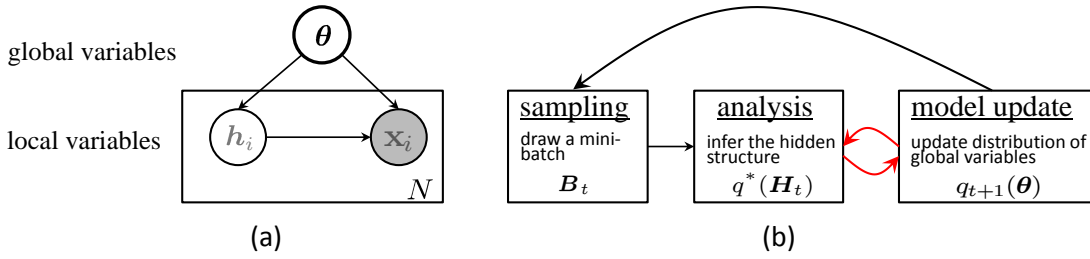 global variables
θ
local variables
h_i
x_i
N
(a)
sampling
draw a mini-
batch
B_t
analysis
infer the hidden
structure
q^*(H_t)
model update
update distribution of
global variables
q_{t+1}(θ)
(b)